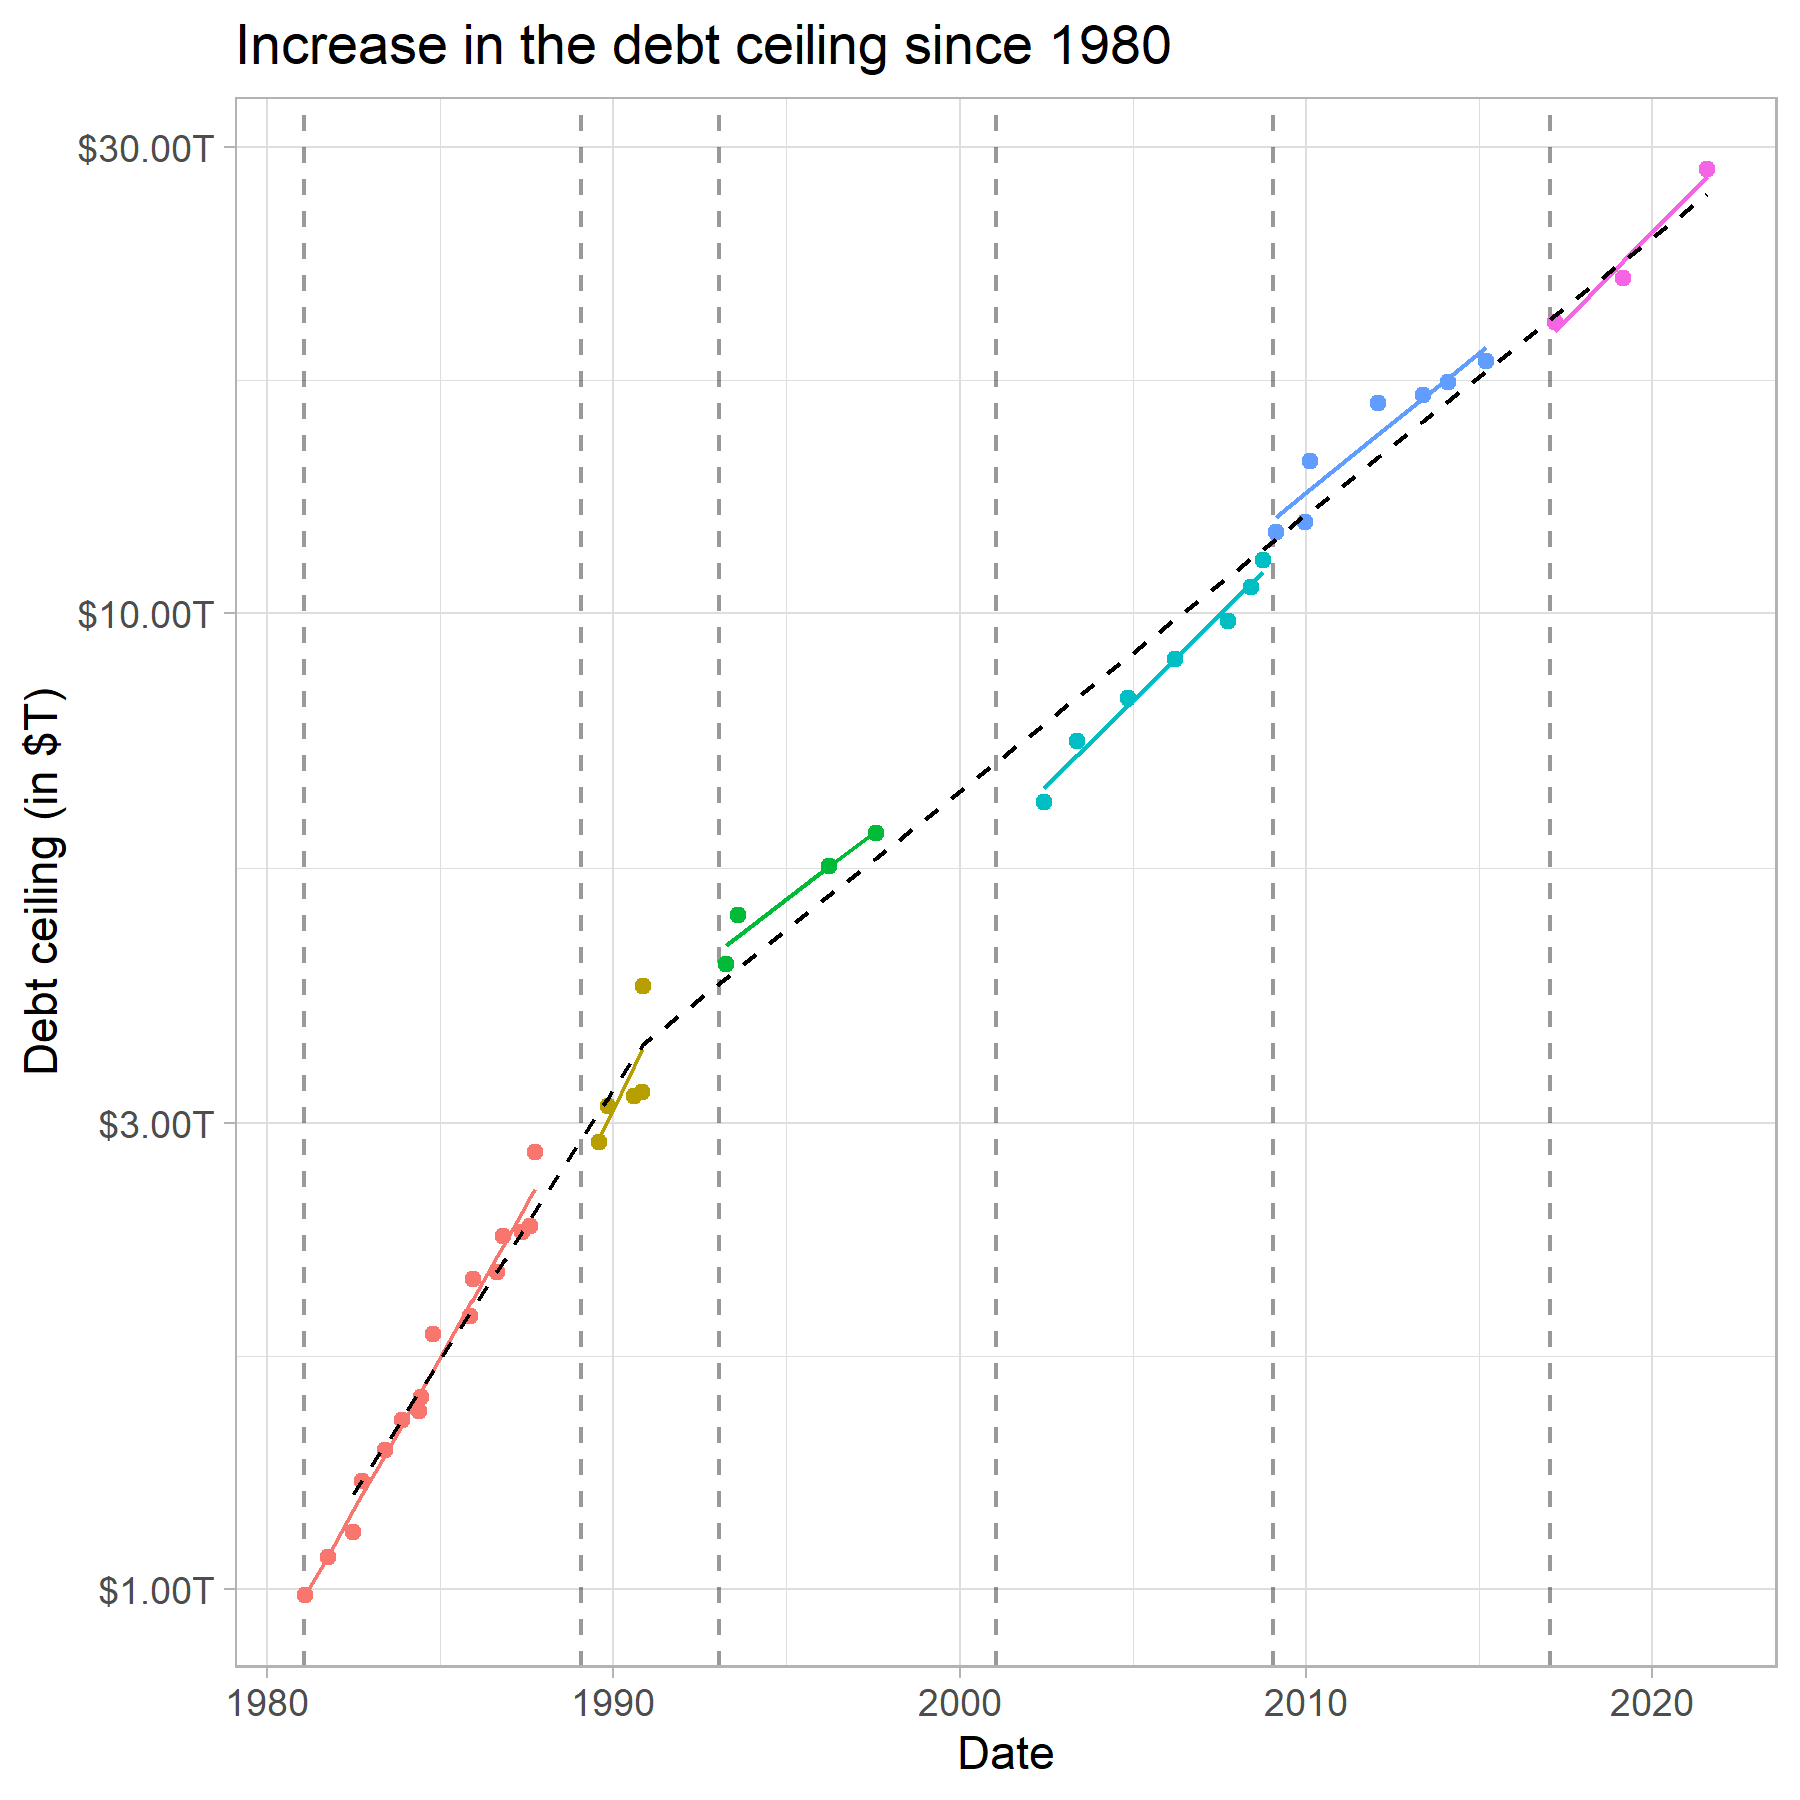 Increase in the debt ceiling since 1980
$30.00T
$10.00T
$3.00T
$1.00T
Debt ceiling (in $T)
1980 1990 2000 2010 2020
Date